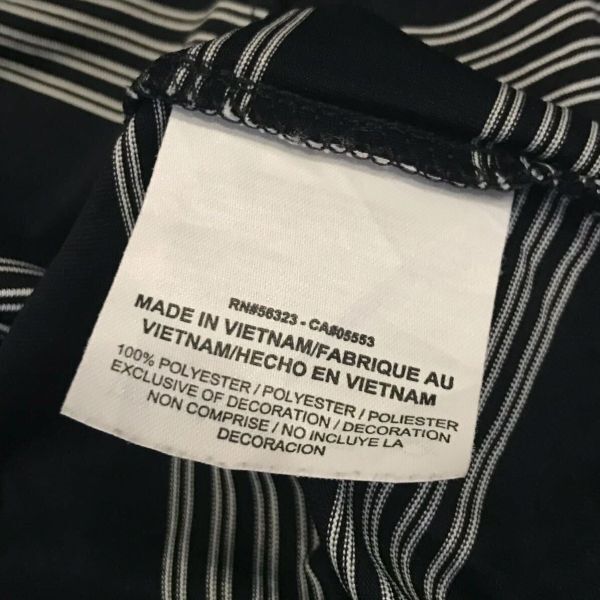 RN#56323 - CA#05553
MADE IN VIETNAM/FABRIQUE AU
VIETNAM/HECHO EN VIETNAM
100% POLYESTER / POLYESTER / POLIESTER
EXCLUSIVE OF DECORATION / DECORATION
NON COMPRISE / NO INCLUYE LA
DECORACION